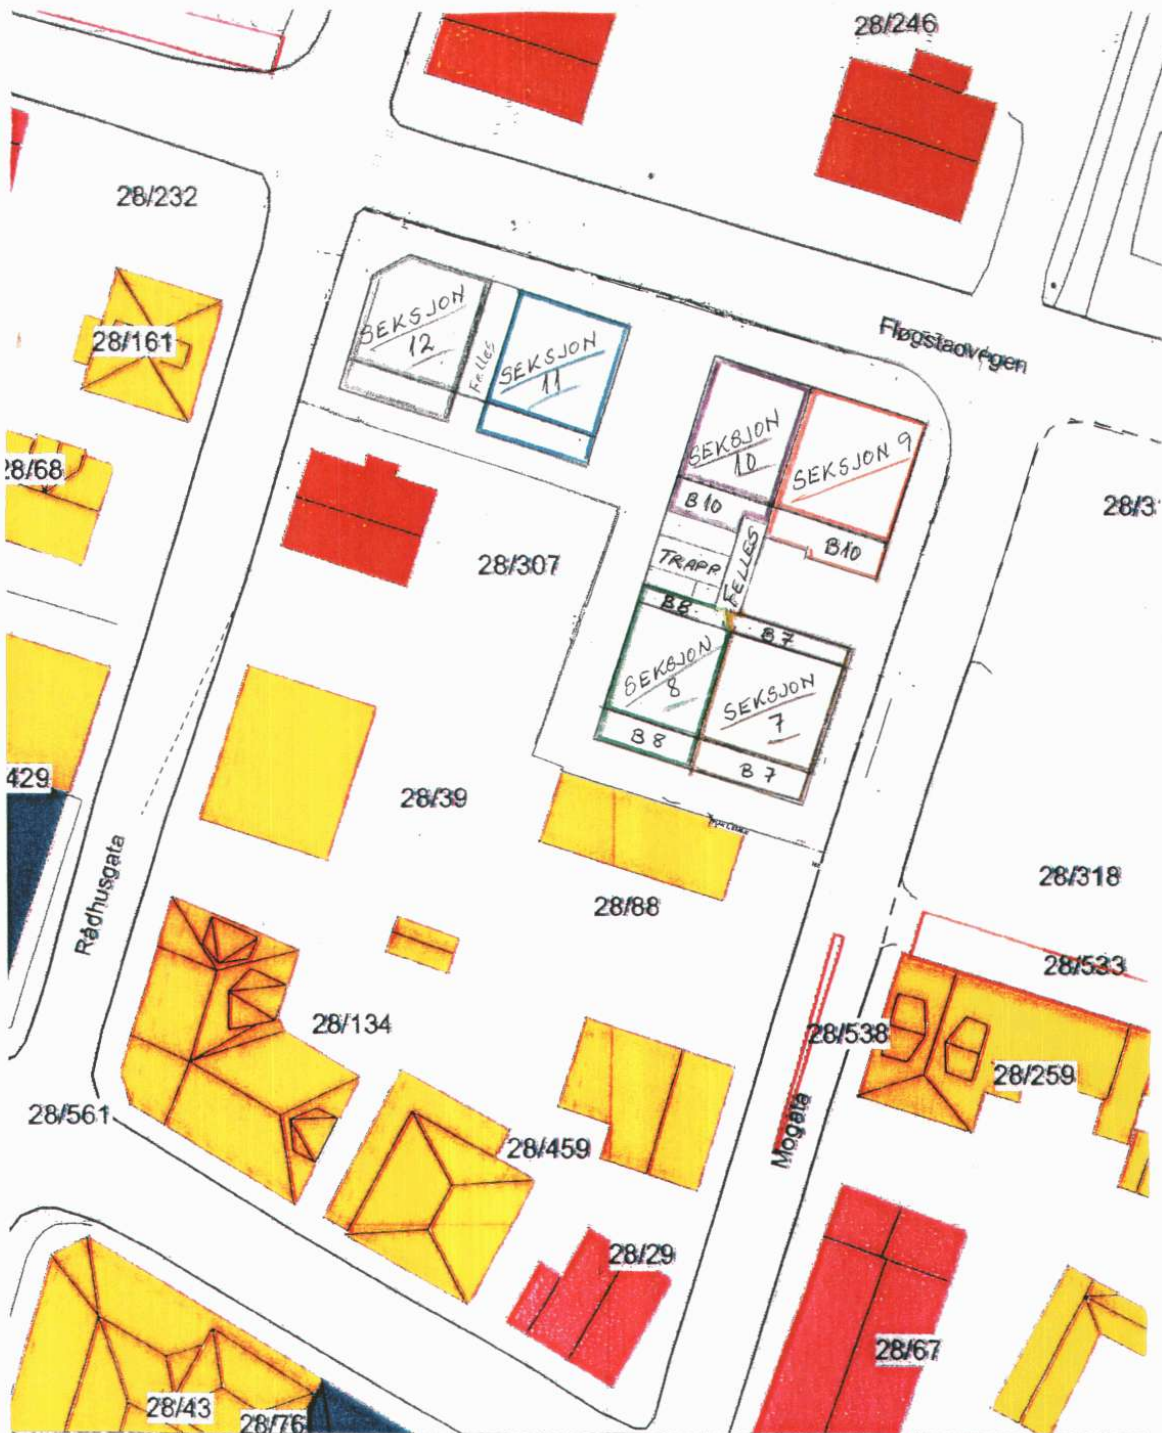 28/246
28/232
Fløgstadvegen
SEKSJON
12
Felles
SEKSJON
11
28/161
SEKSJON
10
SEKSJON 9
28/68
B10
B10
28/3
FELLES
TRAPR
28/307
B8
B7
SEKSJON
8
SEKSJON
7
B8
B7
429
28/39
Rådhusgata
28/88
28/318
28/533
28/134
28/538
28/259
28/561
Mogata
28/459
28/29
28/67
28/43
28/76